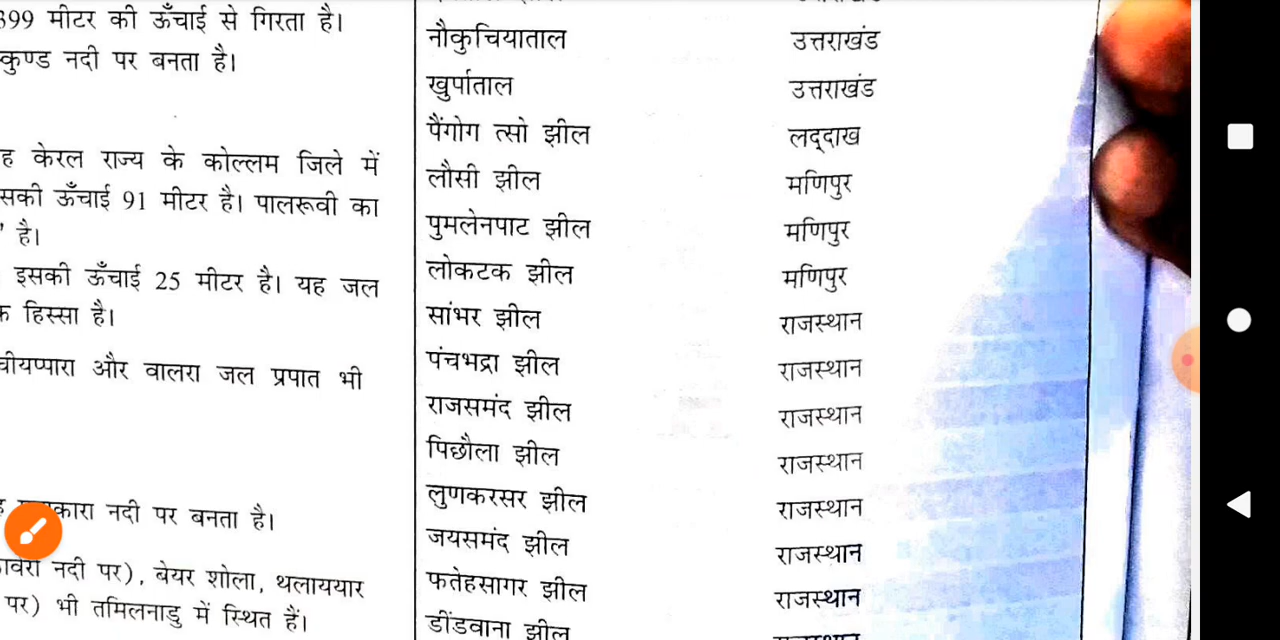 399 मीटर की ऊँचाई से गिरता है।
कुण्ड नदी पर बनता है।
केरल राज्य के कोल्लम जिले में
ऊँचाई 91 मीटर है। पालरूवी का
' है।
इसकी ऊँचाई 25 मीटर है। यह जल
हिस्सा है।
और वालरा जल प्रपात भी
नदी पर बनता है।
नदी पर), बेयर शोला, थलाययार
पर) भी तमिलनाडु में स्थित हैं।
नौकुचियाताल उत्तराखंड
खुर्पाताल उत्तराखंड
पैंगोग त्सो झील लद्दाख
लौसी झील मणिपुर
पुमलेनपाट झील मणिपुर
लोकटक झील मणिपुर
सांभर झील राजस्थान
पंचभद्रा झील राजस्थान
राजसमंद झील राजस्थान
पिछौला झील राजस्थान
लुणकरसर झील राजस्थान
जयसमंद झील राजस्थान
फतेहसागर झील राजस्थान
डींडवाना झील